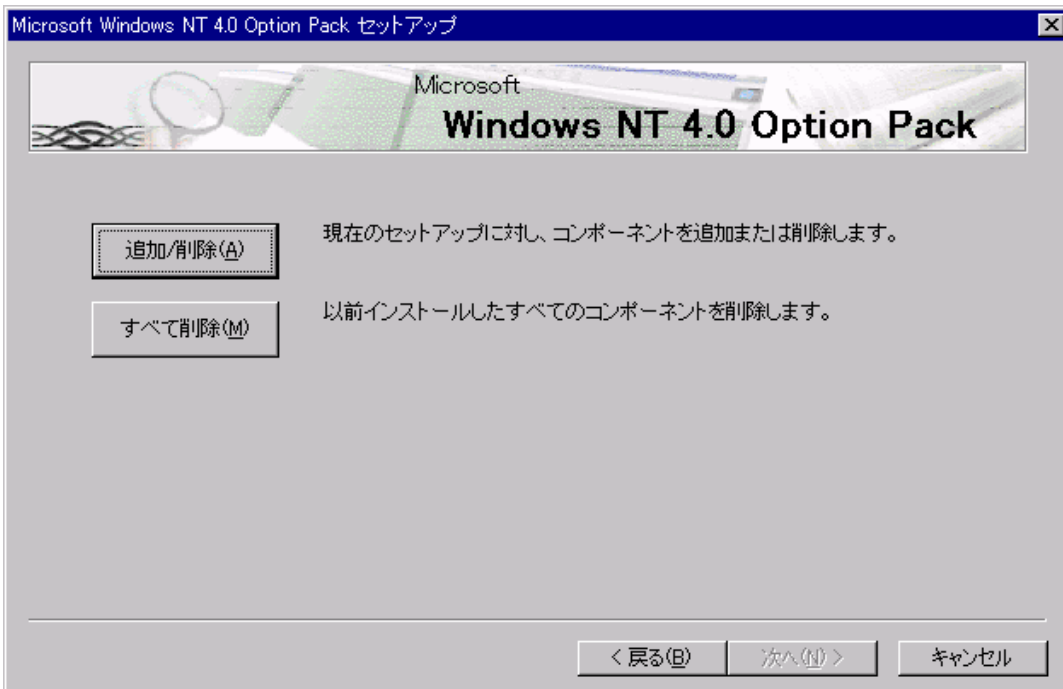 Microsoft Windows NT 4.0 Option Pack セットアップ
Microsoft
Windows NT 4.0 Option Pack
追加/削除(A)
現在のセットアップに対し、コンポーネントを追加または削除します。
すべて削除(M)
以前インストールしたすべてのコンポーネントを削除します。
< 戻る(B)
次へ(N) >
キャンセル